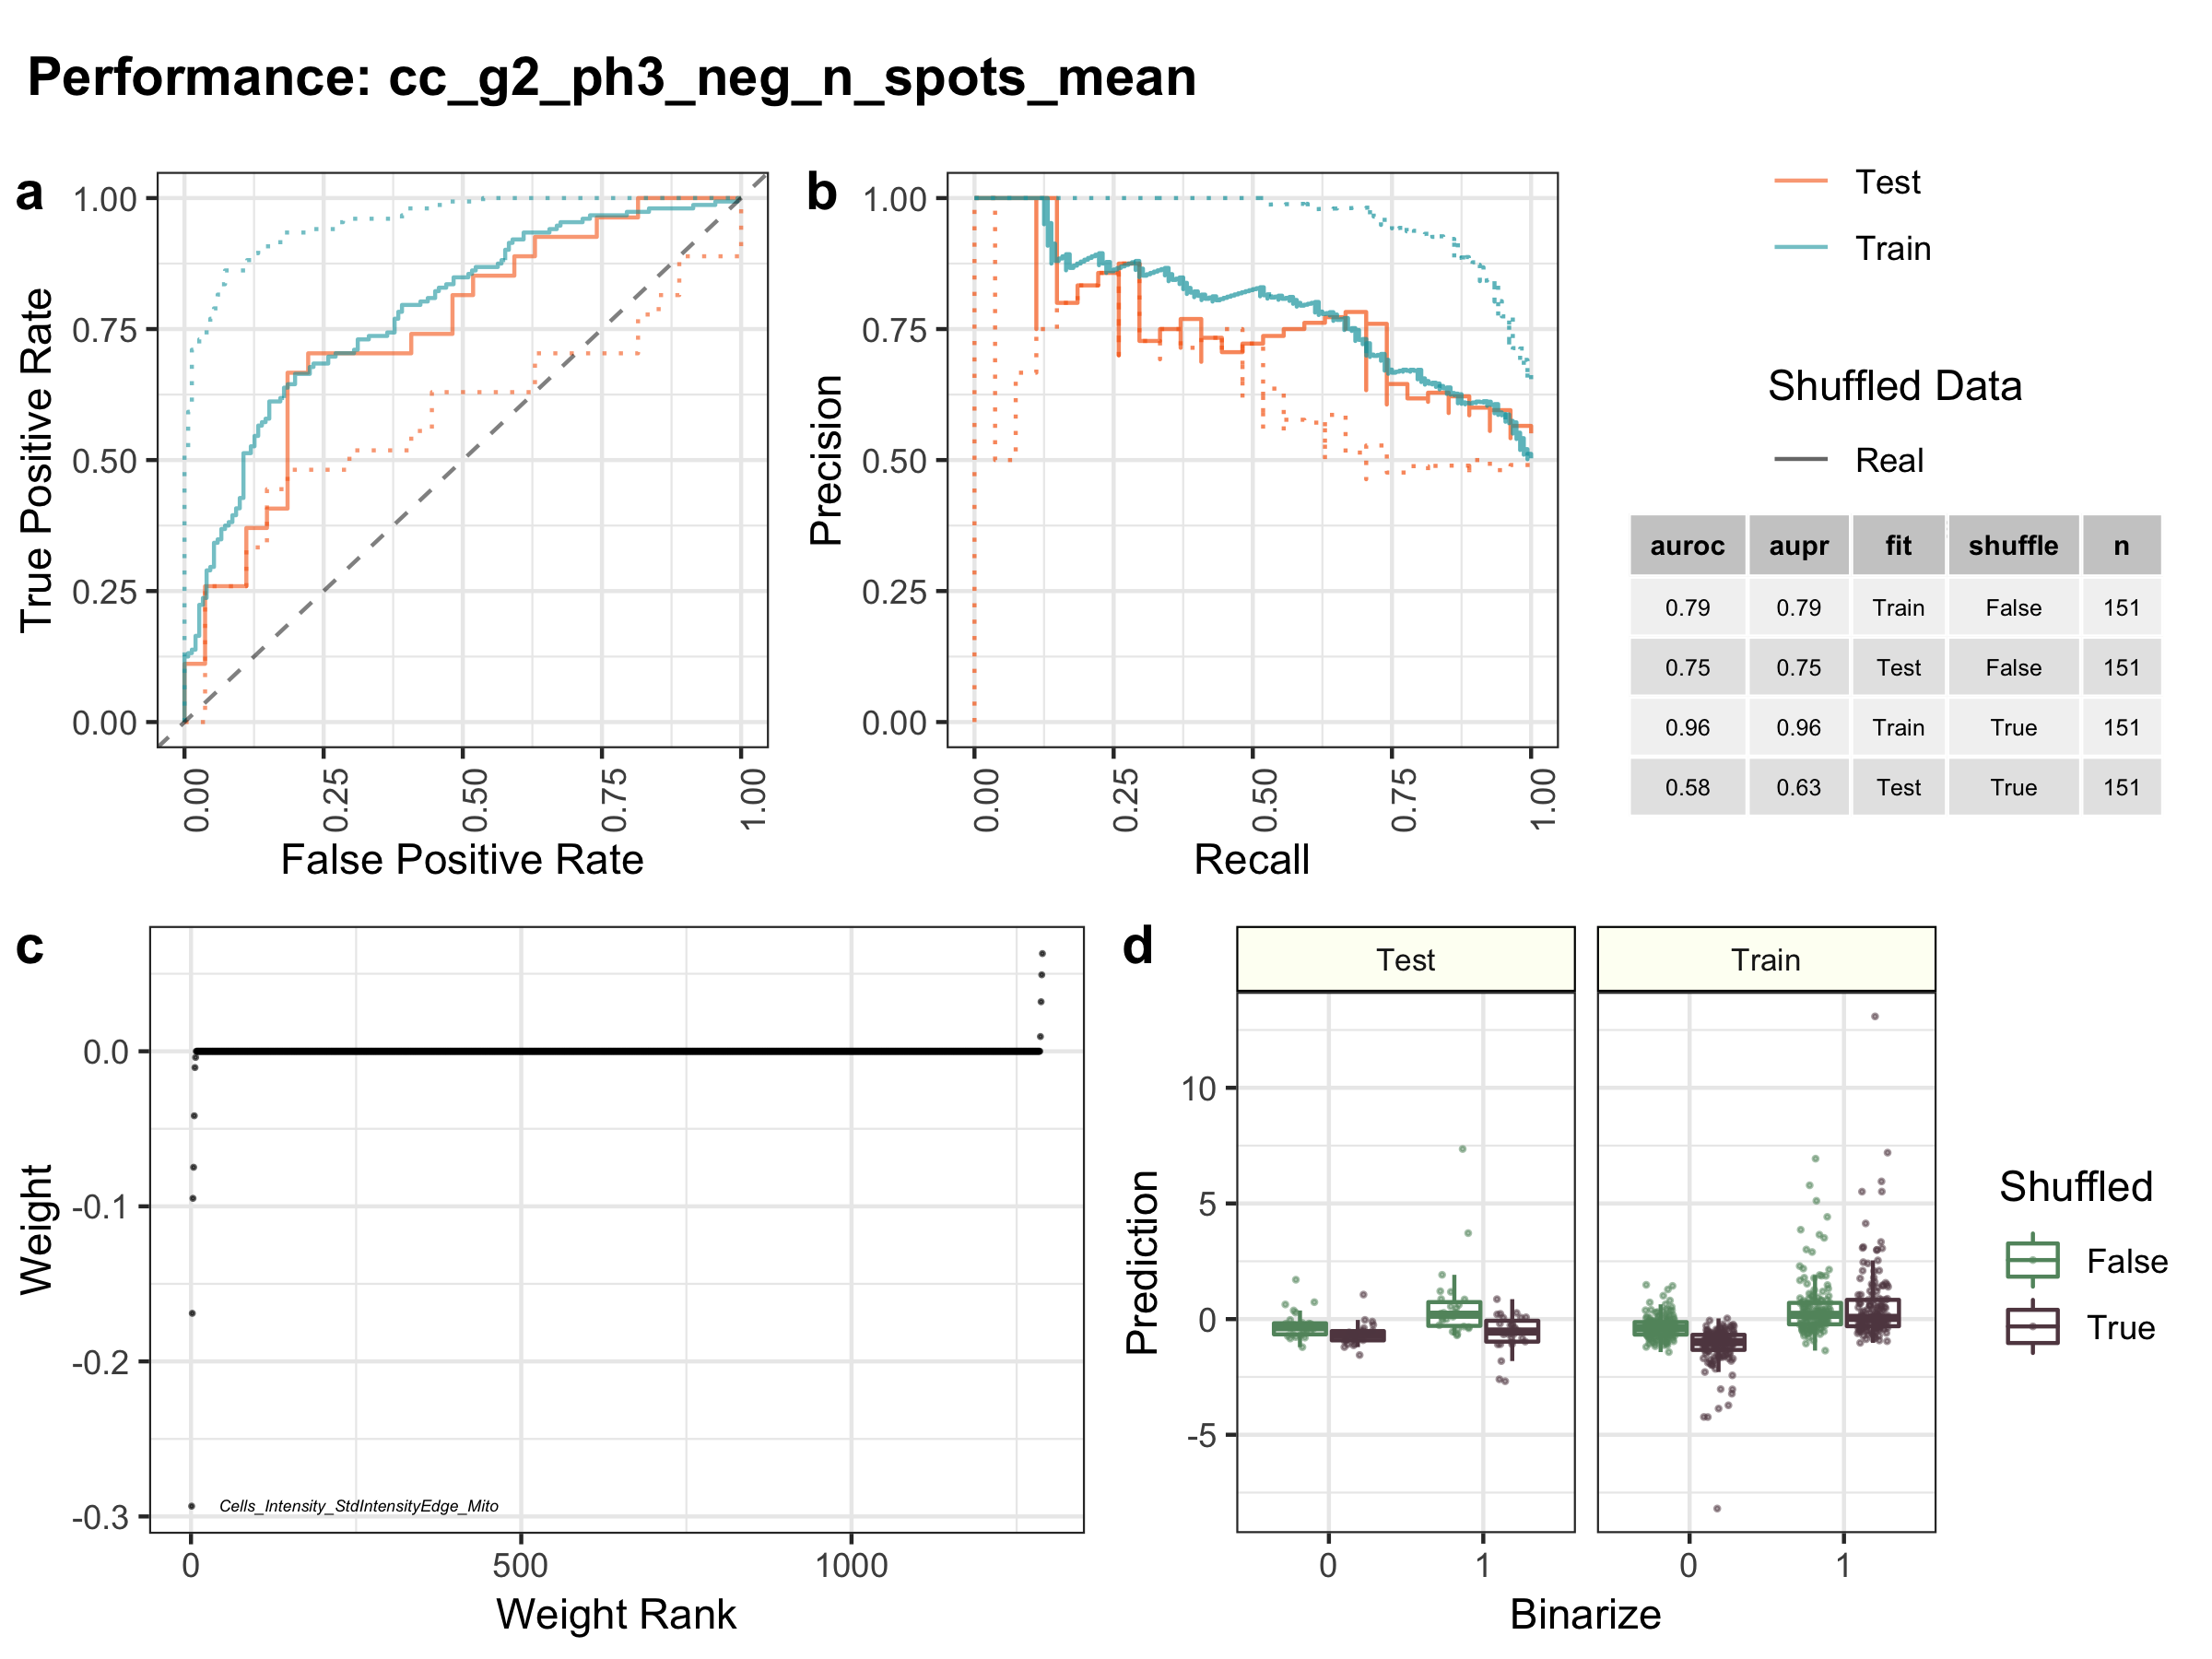 Performance: cc_g2_ph3_neg_n_spots_mean
a
1.00
0.75
0.50
0.25
0.00
True Positive Rate
0.00
0.25
0.50
0.75
1.00
False Positive Rate
b
1.00
0.75
0.50
0.25
0.00
Precision
0.00
0.25
0.50
0.75
1.00
Recall
Test
Train
Shuffled Data
Real
auroc aupr fit shuffle n
0.79 0.79 Train False 151
0.75 0.75 Test False 151
0.96 0.96 Train True 151
0.58 0.63 Test True 151
c
0.0
-0.1
-0.2
-0.3
Weight
Cells_Intensity_StdIntensityEdge_Mito
0 500 1000
Weight Rank
d
Test Train
10
5
0
-5
Prediction
0 1 0 1
Binarize
Shuffled
False
True